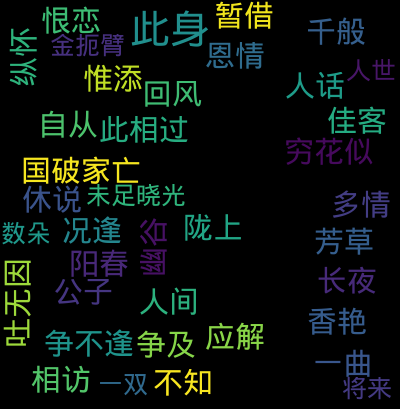 恨恋
此身
暂借
千般
纵怀
金扼臂
恩情
惟添
人世
回风
人话
自从
此相过
佳客
穷花似
国破家亡
休说
未足晓光
多情
数朵
况逢
幽谷
陇上
芳草
阳春
吐无因
公子
人间
长夜
香艳
争不逢
争及
应解
一曲
相访
一双
不知
将来